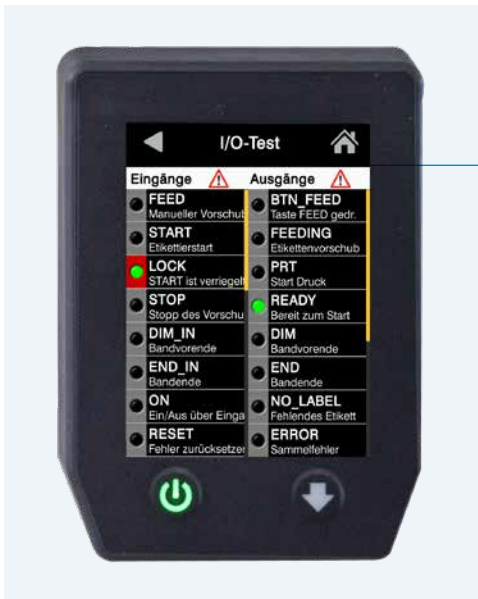 I/O-Test
Eingänge
FEED
Manueller Vorschub
START
Etikettierstart
LOCK
START ist verriegelt
STOP
Stopp des Vorschu
DIM_IN
Bandvorende
END_IN
Bandende
ON
Ein/Aus über Einga
RESET
Fehler zurücksetzen
Ausgänge
BTN_FEED
Taste FEED gedr.
FEEDING
Etikettenvorschub
PRT
Start Druck
READY
Bereit zum Start
DIM
Bandvorende
END
Bandende
NO_LABEL
Fehlendes Etikett
ERROR
Sammelfehler